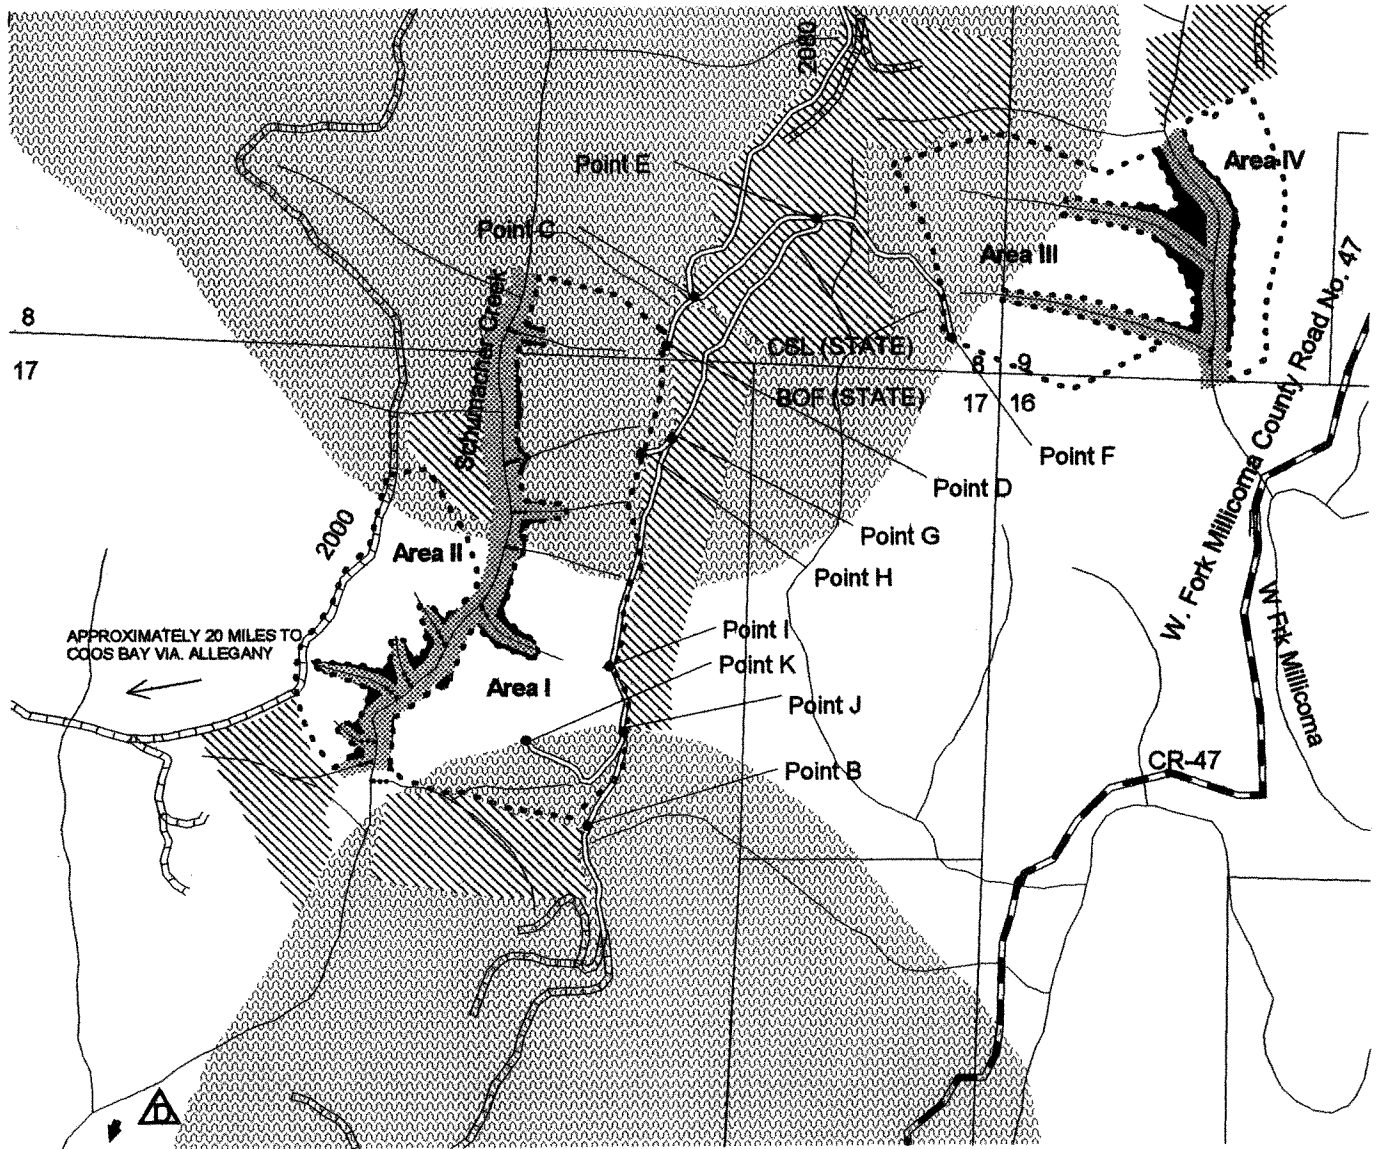 2080
Point E
Area IV
Point C
Area III
Schumacher Creek
W. Fork Millicoma County Road No. 47
8
17
CSL (STATE)
BOF (STATE)
8
9
17
16
Point F
Point D
2000
Area II
Point G
Point H
APPROXIMATELY 20 MILES TO
COOS BAY VIA. ALLEGANY
Point I
Point K
W Frk Millicoma
Area I
Point J
CR-47
Point B
D